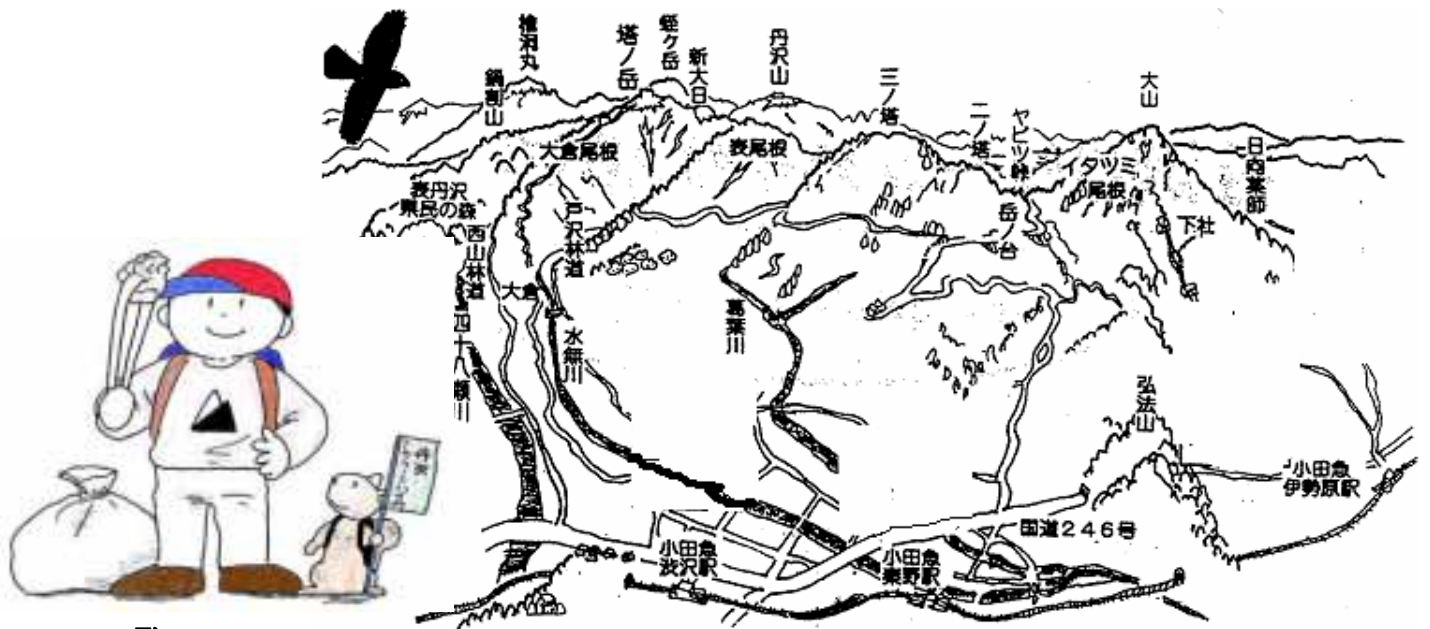 檜洞丸
塔ノ岳
蛭ヶ岳
新大日
丹沢山
鍋割山
三ノ塔
二ノ塔
ヤビツ峠
大山
大倉尾根
表尾根
イタツミ
尾根
日向薬師
表丹沢
県民の森
西山林道
戸沢林道
岳ノ台
下社
大倉
四十八瀬川
水無川
葛葉川
弘法山
小田急
伊勢原駅
国道246号
小田急
渋沢駅
小田急
秦野駅